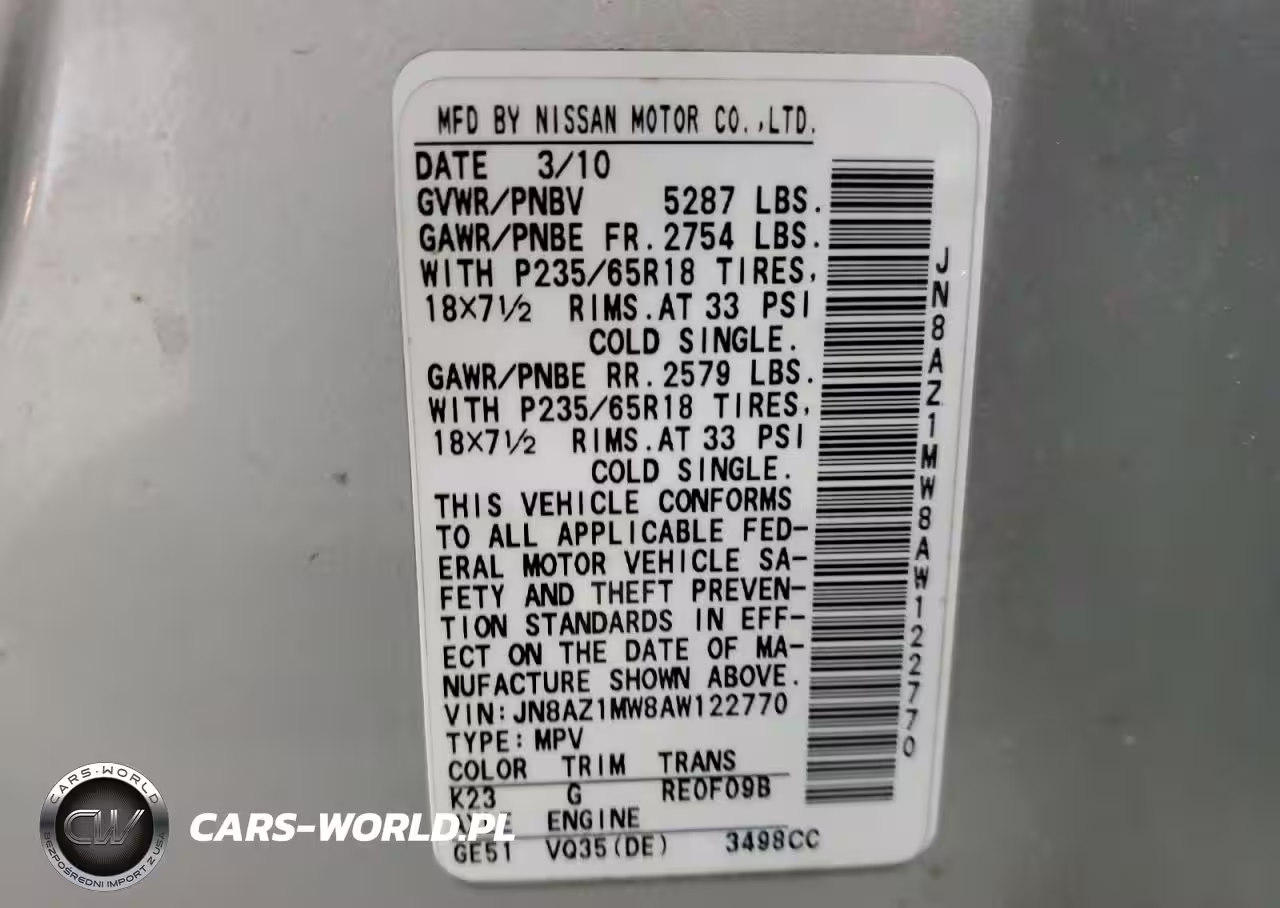 MFD BY NISSAN MOTOR CO.,LTD.
DATE 3/10
GVWR/PNBV 5287 LBS.
GAWR/PNBE FR. 2754 LBS.
WITH P235/65R18 TIRES,
18×7½ RIMS. AT 33 PSI
COLD SINGLE.
GAWR/PNBE RR. 2579 LBS.
WITH P235/65R18 TIRES,
18×7½ RIMS. AT 33 PSI
COLD SINGLE.
THIS VEHICLE CONFORMS
TO ALL APPLICABLE FED-
ERAL MOTOR VEHICLE SA-
FETY AND THEFT PREVEN-
TION STANDARDS IN EFF-
ECT ON THE DATE OF MA-
NUFACTURE SHOWN ABOVE.
VIN: JN8AZ1MW8AW122770
TYPE: MPV
COLOR TRIM TRANS
K23 G RE0F09B
ENGINE
GE51 VQ35(DE) 3498CC
JN8AZ1MW8AW122770
CARS-WORLD
CW
BEZPOŚREDNI IMPORT Z USA
CARS-WORLD.PL